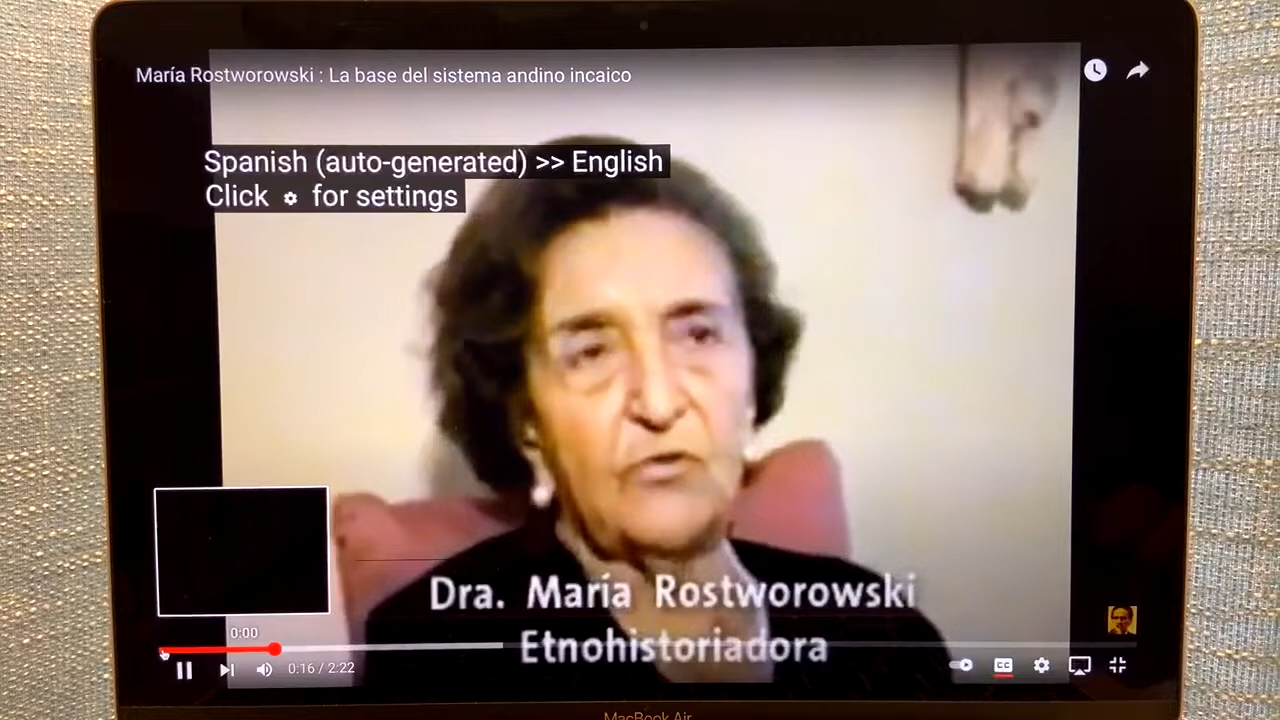 María Rostworowski : La base del sistema andino incaico
Spanish (auto-generated) >> English
Click for settings
Dra. María Rostworowski
Etnohistoriadora
0:00
0:16 / 2:22
CC
MacBook Air